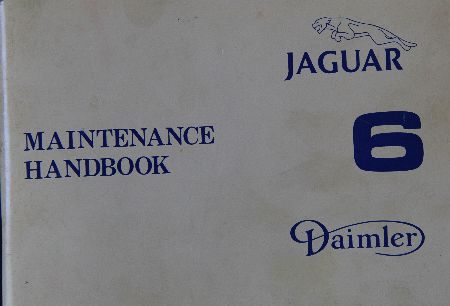 JAGUAR
MAINTENANCE
HANDBOOK
6
Daimler